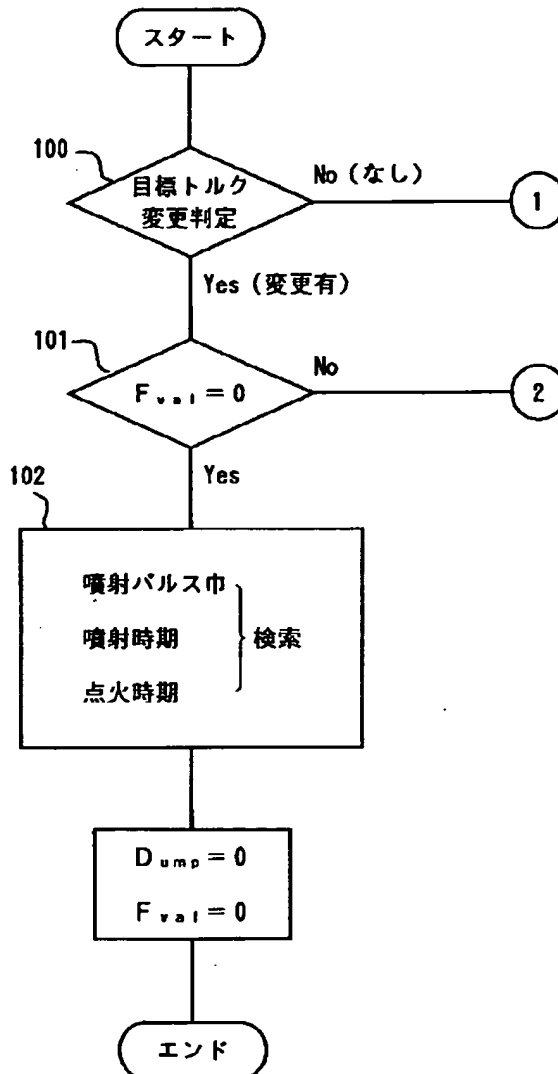 スタート
100
目標トルク
変更判定
No（なし）
1
Yes（変更有）
101
Fval＝0
No
2
Yes
102
噴射パルス巾
噴射時期
点火時期
検索
Dump＝0
Fval＝0
エンド